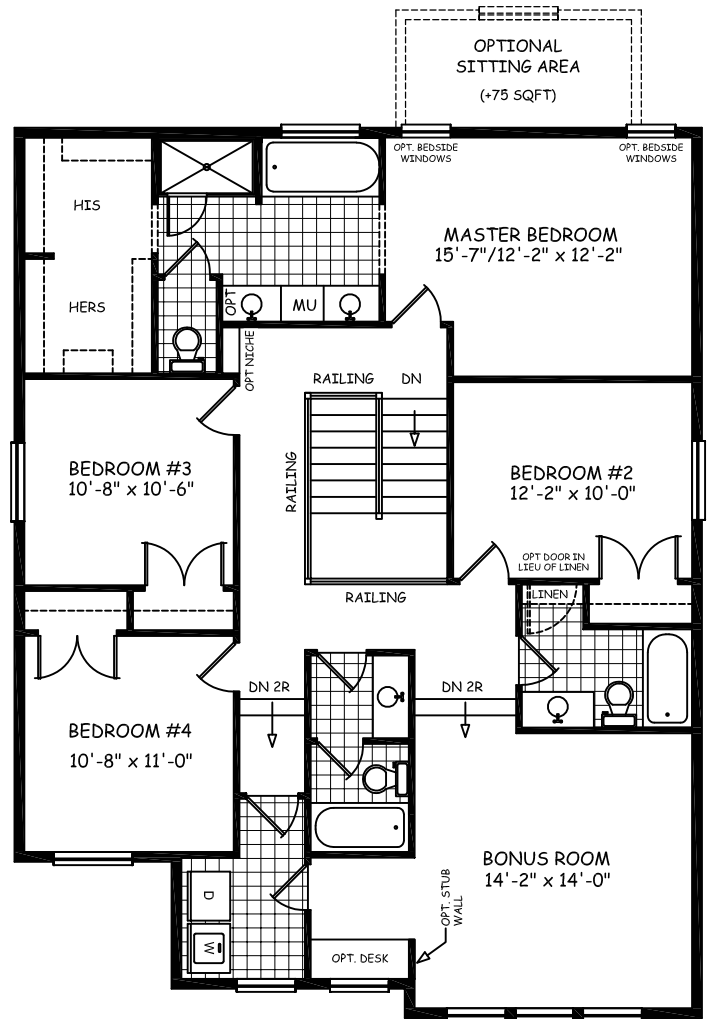 OPTIONAL
SITTING AREA
(+75 SQFT)
OPT. BEDSIDE
WINDOWS
OPT. BEDSIDE
WINDOWS
HIS
MASTER BEDROOM
15'-7"/12'-2" x 12'-2"
HERS
OPT
MU
OPT NICHE
RAILING
DN
BEDROOM #3
10'-8" x 10'-6"
RAILING
BEDROOM #2
12'-2" x 10'-0"
OPT DOOR IN
LIEU OF LINEN
RAILING
LINEN
DN 2R
DN 2R
BEDROOM #4
10'-8" x 11'-0"
BONUS ROOM
14'-2" x 14'-0"
D
OPT. STUB
WALL
W
OPT. DESK